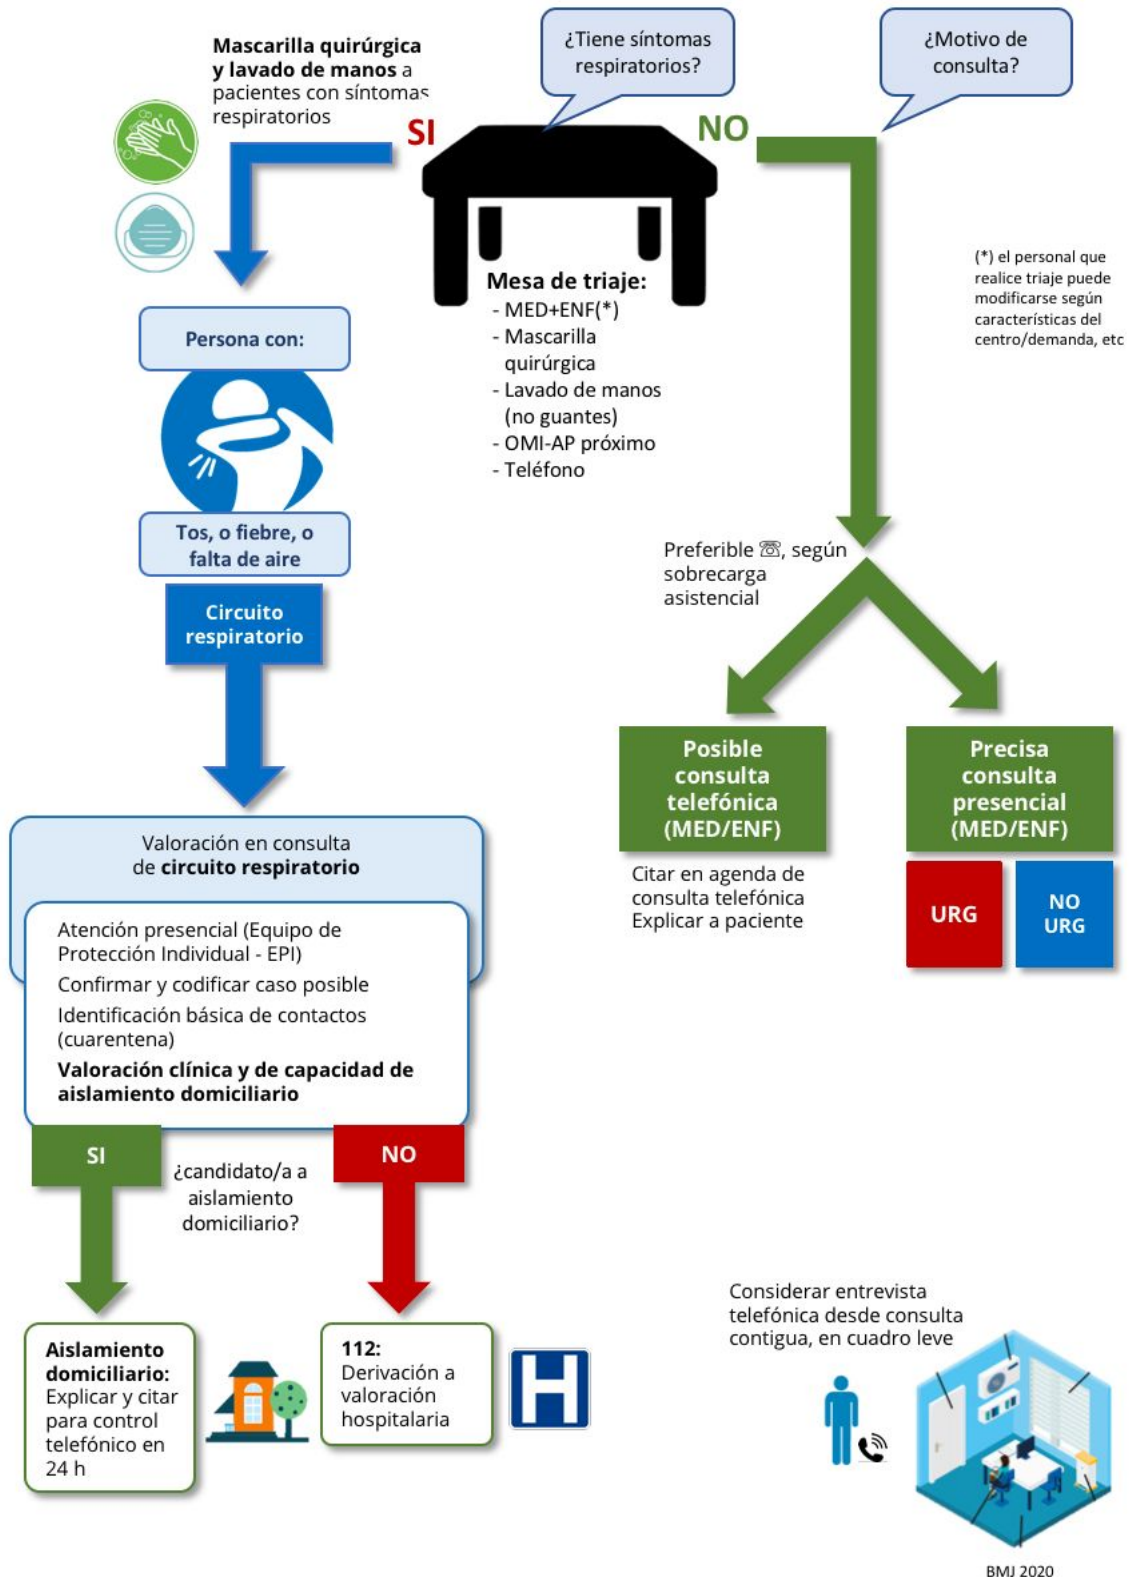 Mascarilla quirúrgica
y lavado de manos a
pacientes con síntomas
respiratorios
¿Tiene síntomas
respiratorios?
¿Motivo de
consulta?
SI
NO
Mesa de triaje:
- MED+ENF(*)
- Mascarilla
quirúrgica
- Lavado de manos
(no guantes)
- OMI-AP próximo
- Teléfono
(*) el personal que
realice triaje puede
modificarse según
características del
centro/demanda, etc
Persona con:
Tos, o fiebre, o
falta de aire
Circuito
respiratorio
Preferible ☏, según
sobrecarga
asistencial
Posible
consulta
telefónica
(MED/ENF)
Citar en agenda de
consulta telefónica
Explicar a paciente
Precisa
consulta
presencial
(MED/ENF)
URG
NO
URG
Valoración en consulta
de circuito respiratorio
Atención presencial (Equipo de
Protección Individual - EPI)
Confirmar y codificar caso posible
Identificación básica de contactos
(cuarentena)
Valoración clínica y de capacidad de
aislamiento domiciliario
SI
¿candidato/a a
aislamiento
domiciliario?
NO
Aislamiento
domiciliario:
Explicar y citar
para control
telefónico en
24 h
112:
Derivación a
valoración
hospitalaria
H
Considerar entrevista
telefónica desde consulta
contigua, en cuadro leve
BMJ 2020